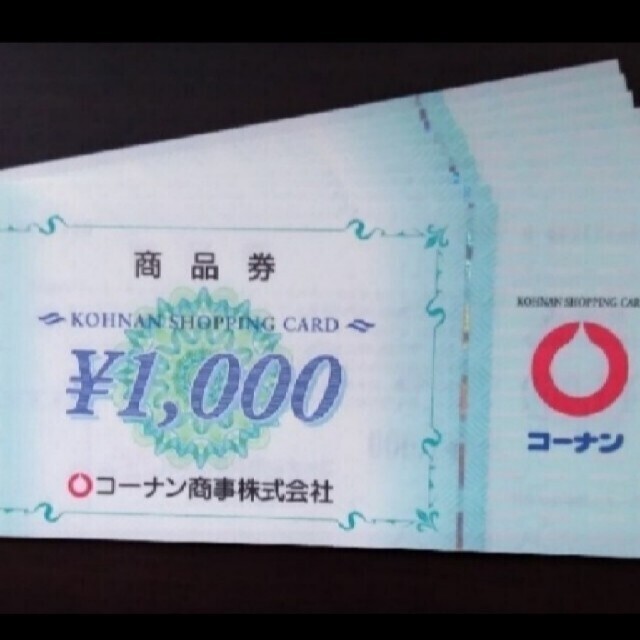 商品券
KOHNAN SHOPPING CARD
¥1,000
コーナン商事株式会社
KOHNAN SHOPPING CAR
コーナン